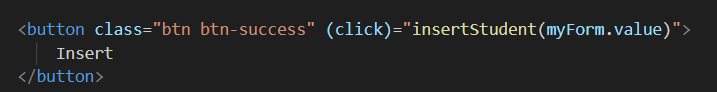 <button class="btn btn-success" (click)="insertStudent(myForm.value)">
Insert
</button>